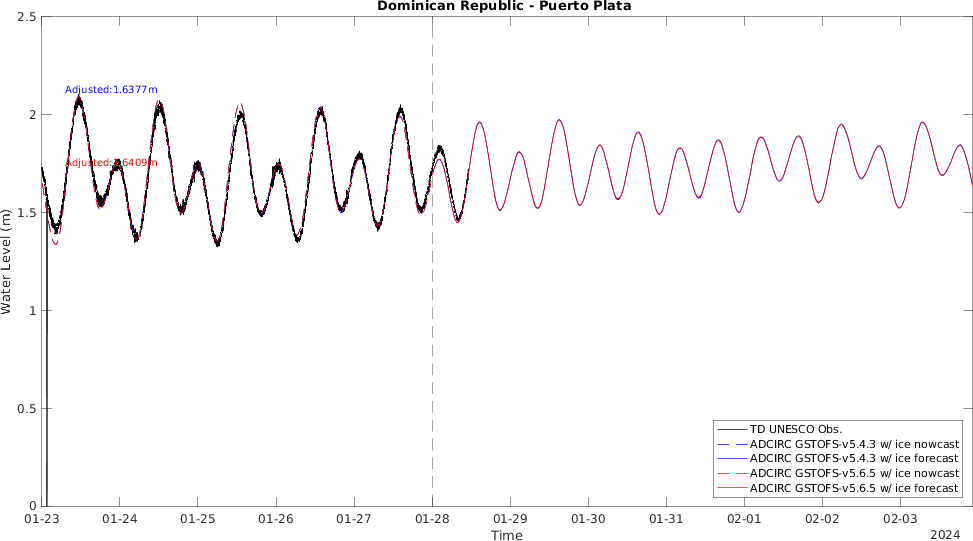 Dominican Republic - Puerto Plata
2.5
2
1.5
1
0.5
0
Water Level (m)
Adjusted:1.6377m
Adjusted:1.6409m
TD UNESCO Obs.
ADCIRC GSTOFS-v5.4.3 w/ ice nowcast
ADCIRC GSTOFS-v5.4.3 w/ ice forecast
ADCIRC GSTOFS-v5.6.5 w/ ice nowcast
ADCIRC GSTOFS-v5.6.5 w/ ice forecast
01-23 01-24 01-25 01-26 01-27 01-28 01-29 01-30 01-31 02-01 02-02 02-03
Time
2024